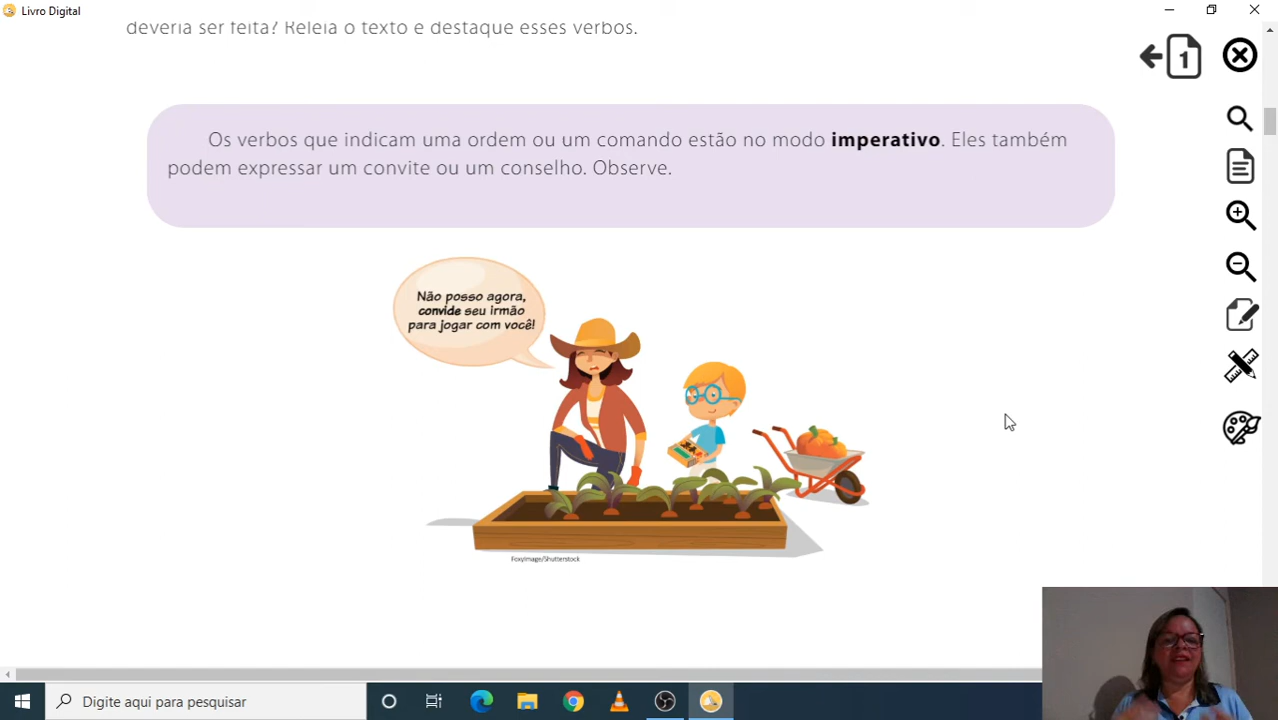 Livro Digital
deveria ser feita? Releia o texto e destaque esses verbos.
1
Os verbos que indicam uma ordem ou um comando estão no modo imperativo. Eles também
podem expressar um convite ou um conselho. Observe.
Não posso agora,
convide seu irmão
para jogar com você!
FoxyImage/Shutterstock
Digite aqui para pesquisar